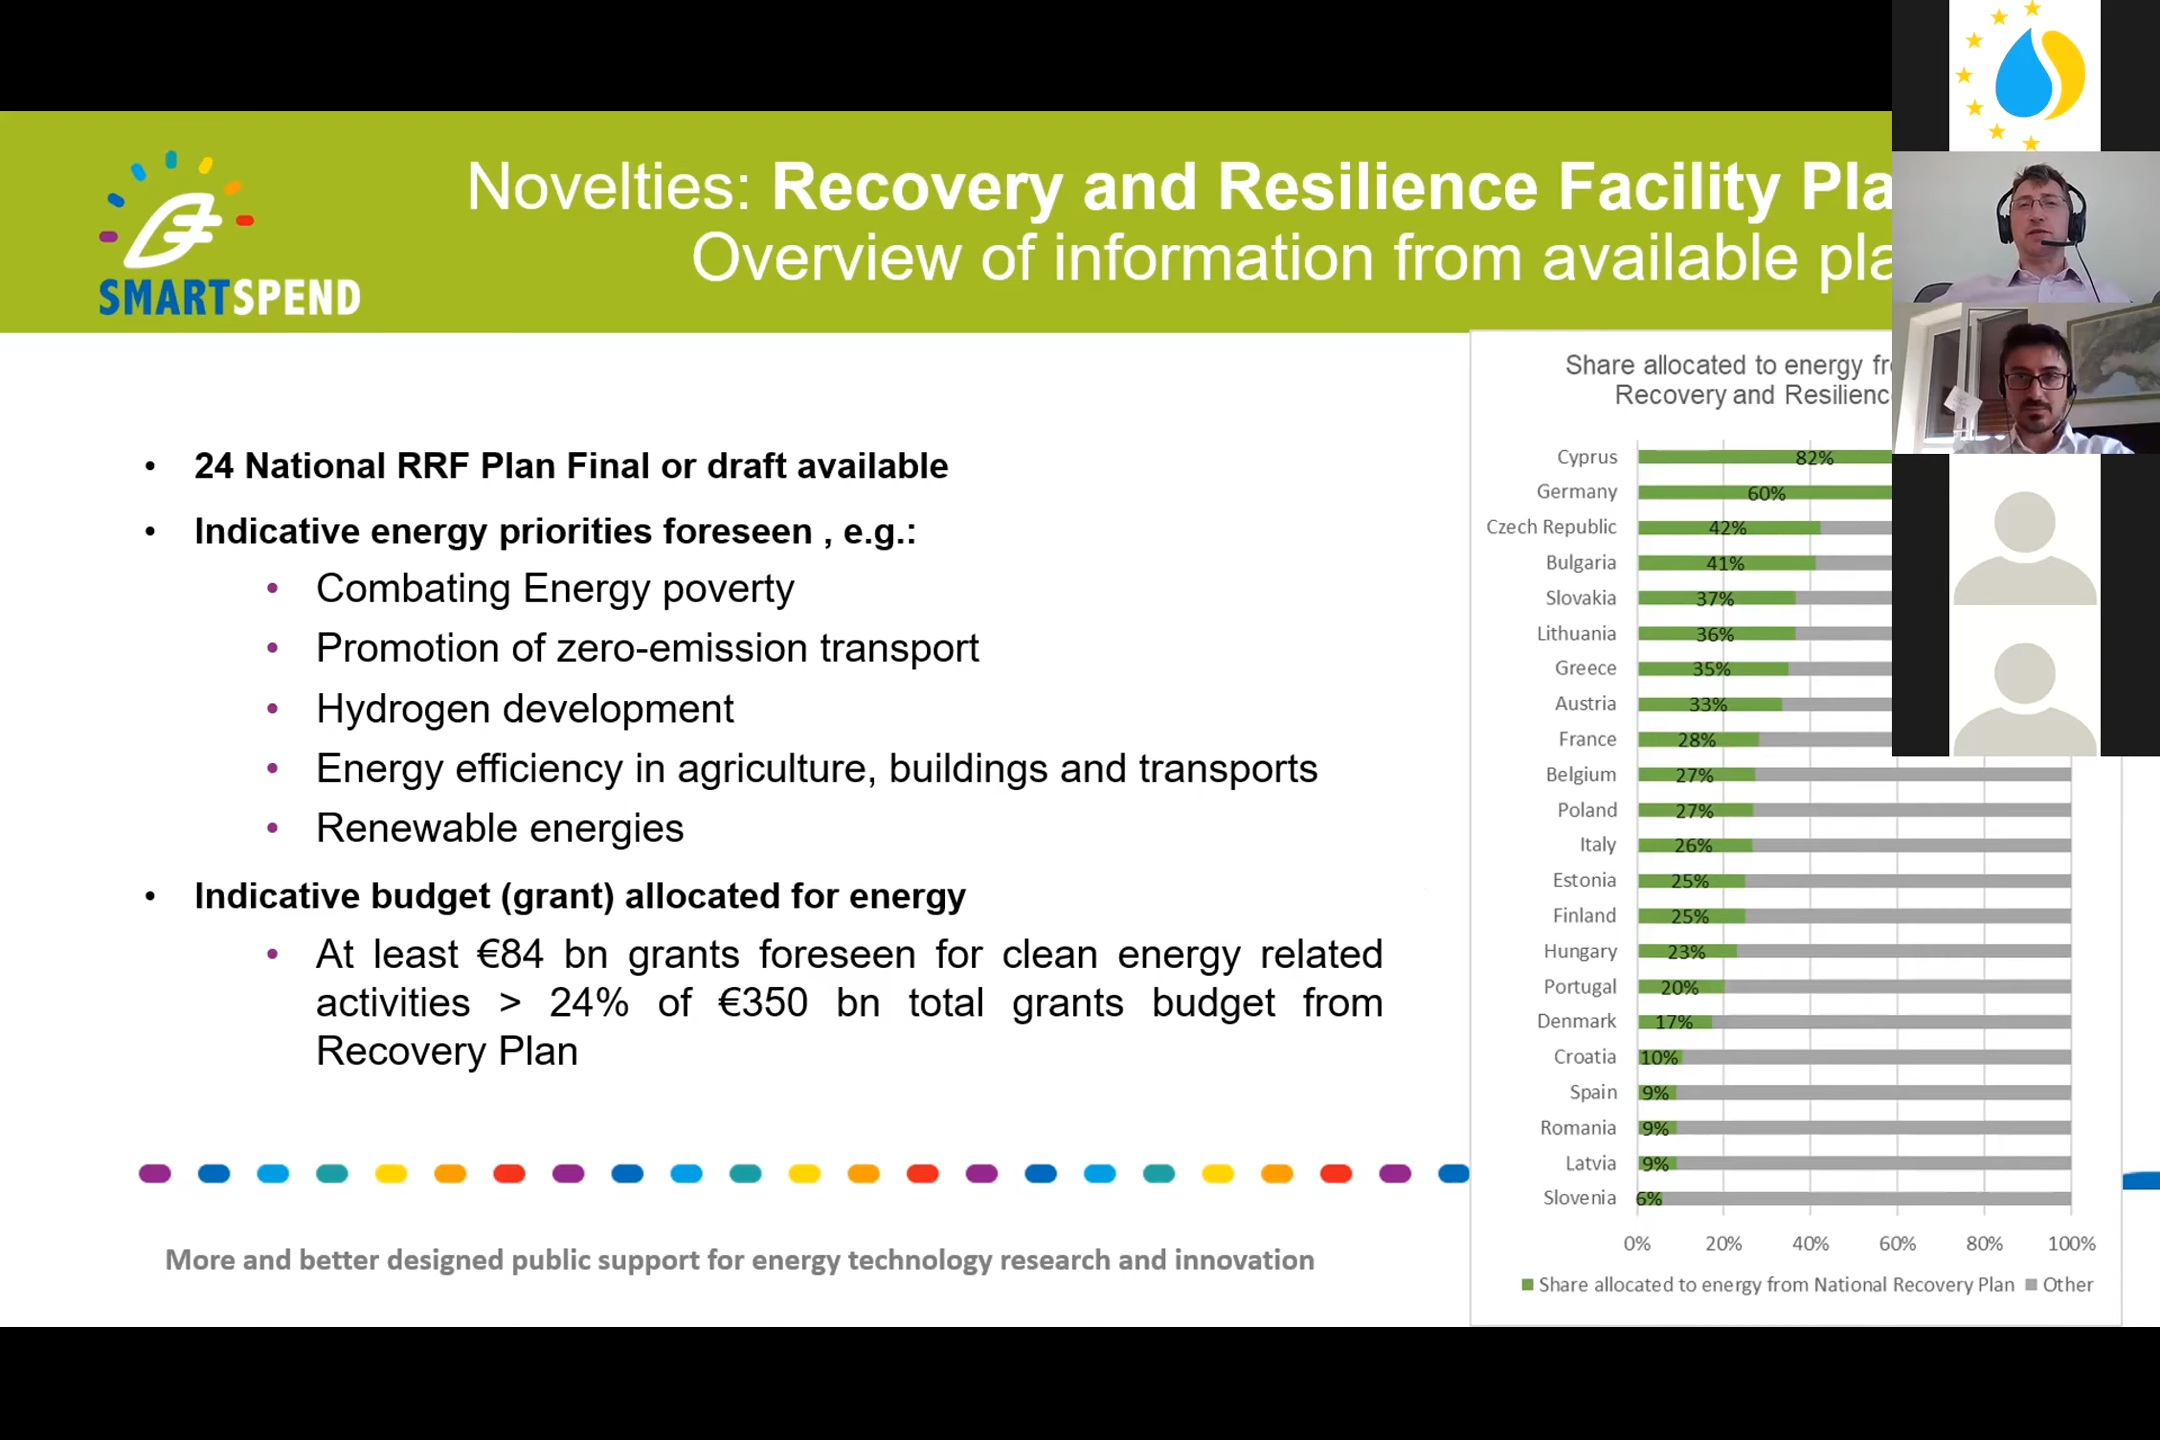 SMARTSPEND
Novelties: Recovery and Resilience Facility
Overview of information from available
• 24 National RRF Plan Final or draft available
• Indicative energy priorities foreseen , e.g.:
• Combating Energy poverty
• Promotion of zero-emission transport
• Hydrogen development
• Energy efficiency in agriculture, buildings and transports
• Renewable energies
• Indicative budget (grant) allocated for energy
• At least €84 bn grants foreseen for clean energy related
activities > 24% of €350 bn total grants budget from
Recovery Plan
More and better designed public support for energy technology research and innovation
Share allocated to energy
Recovery and
Cyprus 82%
Germany 60%
Czech Republic 42%
Bulgaria 41%
Slovakia 37%
Lithuania 36%
Greece 35%
Austria 33%
France 28%
Belgium 27%
Poland 27%
Italy 26%
Estonia 25%
Finland 25%
Hungary 23%
Portugal 20%
Denmark 17%
Croatia 10%
Spain 9%
Romania 9%
Latvia 9%
Slovenia 6%
0% 20% 40% 60% 80% 100%
Share allocated to energy from National Recovery Plan Other